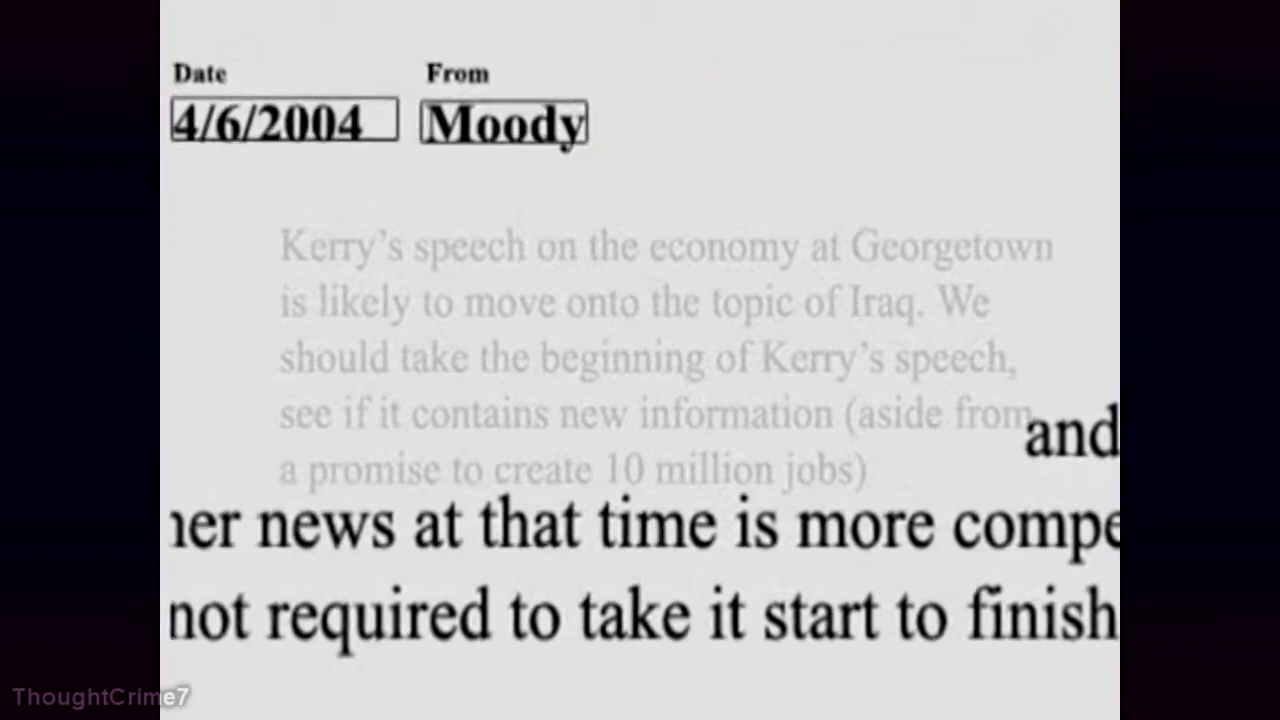 Date From
4/6/2004 Moody
Kerry's speech on the economy at Georgetown
is likely to move onto the topic of Iraq. We
should take the beginning of Kerry's speech,
see if it contains new information (aside from
a promise to create 10 million jobs)
and
news at that time is more
not required to take it start to finish
ThoughtCrime7